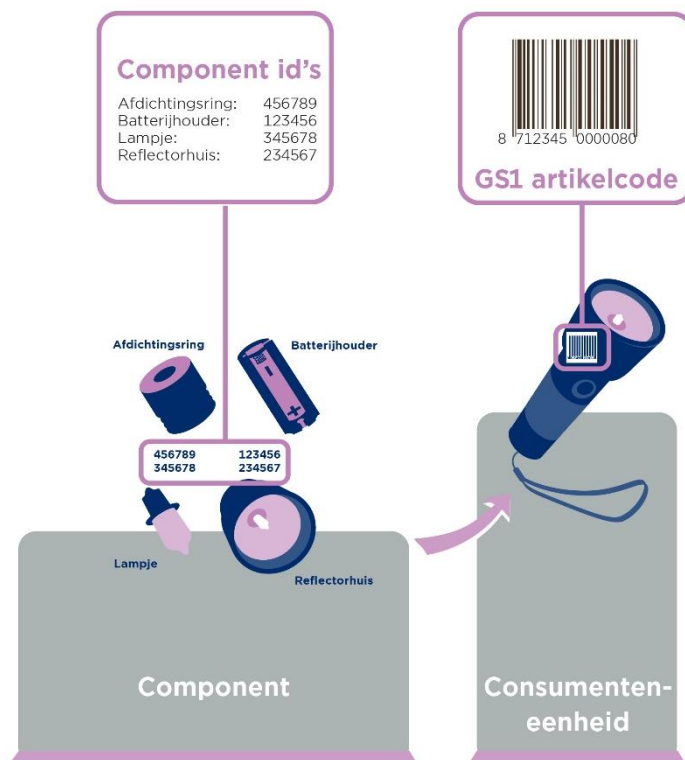 Component id's
Afdichtingsring: 456789
Batterijhouder: 123456
Lampje: 345678
Reflectorhuis: 234567
8 712345 0000080
GS1 artikelcode
Afdichtingsring
Batterijhouder
456789 123456
345678 234567
Lampje
Reflectorhuis
Component
Consumenten-
eenheid